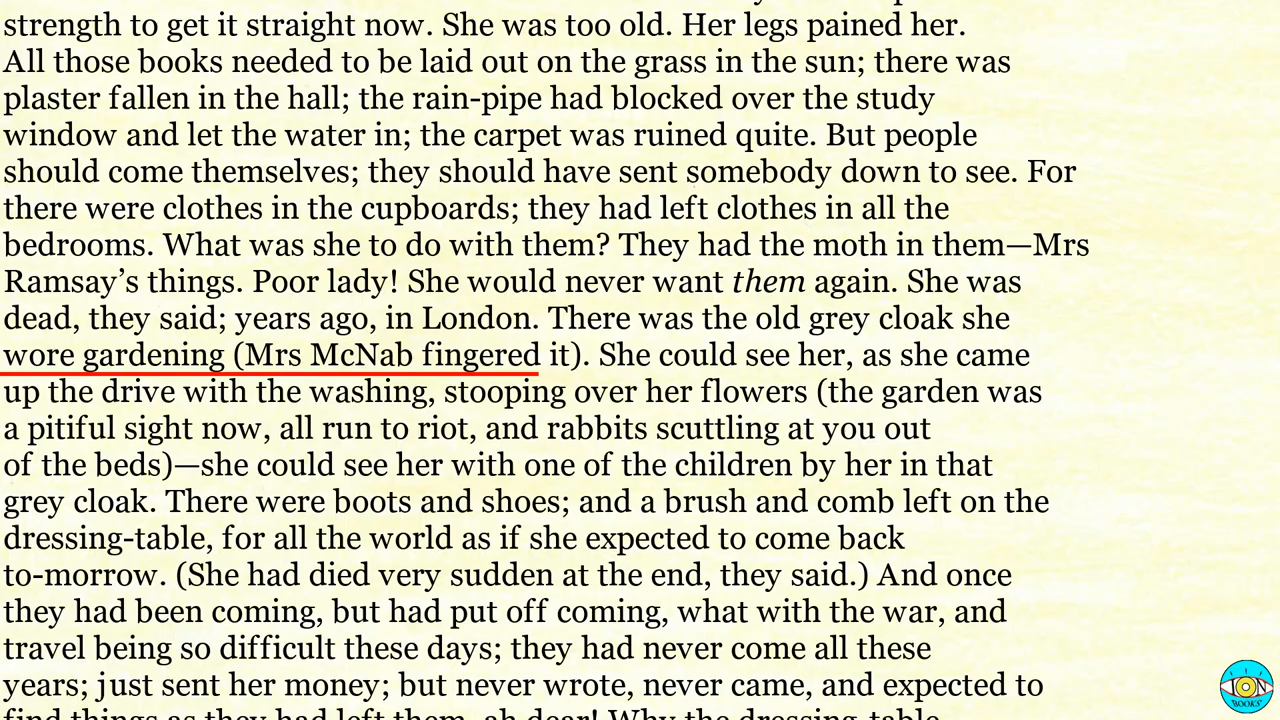 strength to get it straight now. She was too old. Her legs pained her.
All those books needed to be laid out on the grass in the sun; there was
plaster fallen in the hall; the rain-pipe had blocked over the study
window and let the water in; the carpet was ruined quite. But people
should come themselves; they should have sent somebody down to see. For
there were clothes in the cupboards; they had left clothes in all the
bedrooms. What was she to do with them? They had the moth in them—Mrs
Ramsay’s things. Poor lady! She would never want them again. She was
dead, they said; years ago, in London. There was the old grey cloak she
wore gardening (Mrs McNab fingered it). She could see her, as she came
up the drive with the washing, stooping over her flowers (the garden was
a pitiful sight now, all run to riot, and rabbits scuttling at you out
of the beds)—she could see her with one of the children by her in that
grey cloak. There were boots and shoes; and a brush and comb left on the
dressing-table, for all the world as if she expected to come back
to-morrow. (She had died very sudden at the end, they said.) And once
they had been coming, but had put off coming, what with the war, and
travel being so difficult these days; they had never come all these
years; just sent her money; but never wrote, never came, and expected to
find things as they had left them, ah dear! Why the dressing-table
ION
BOOKS